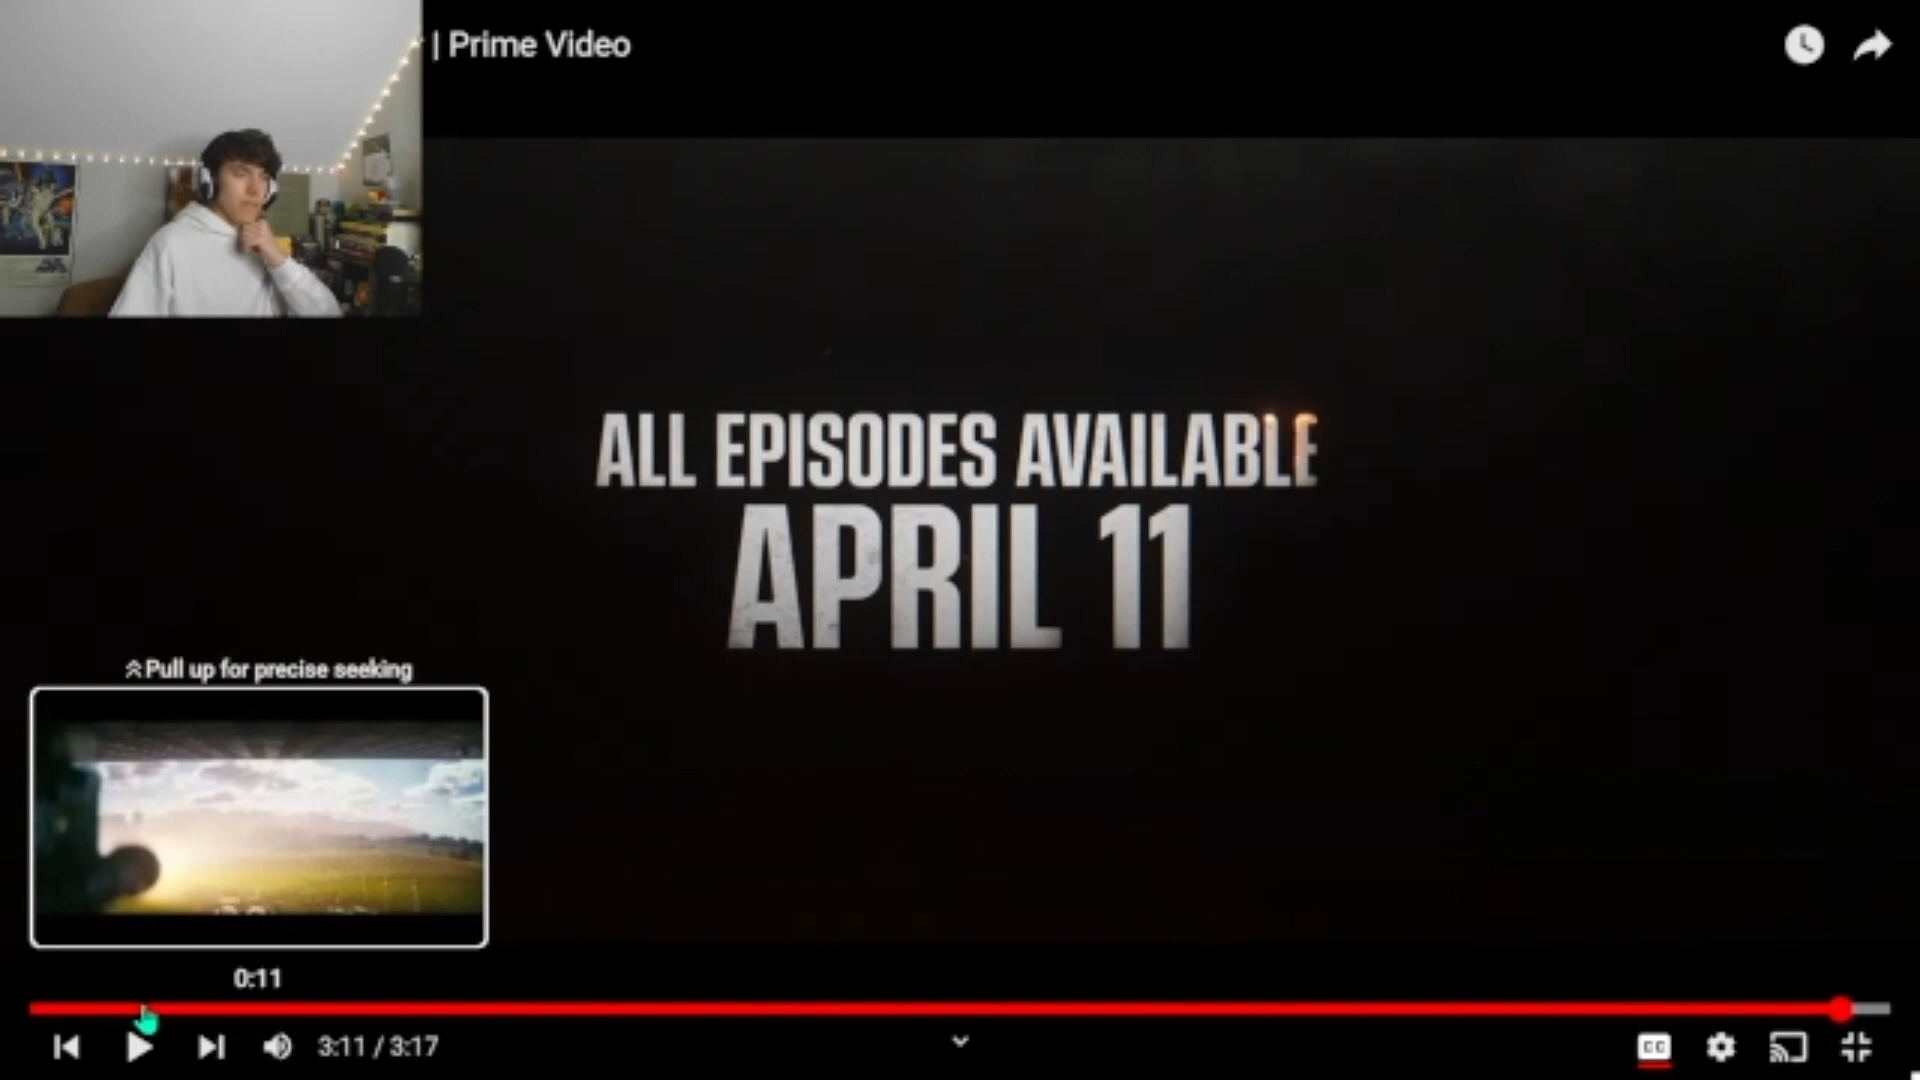 | Prime Video
ALL EPISODES AVAILABLE
APRIL 11
Pull up for precise seeking
0:11
3:11 / 3:17
CC